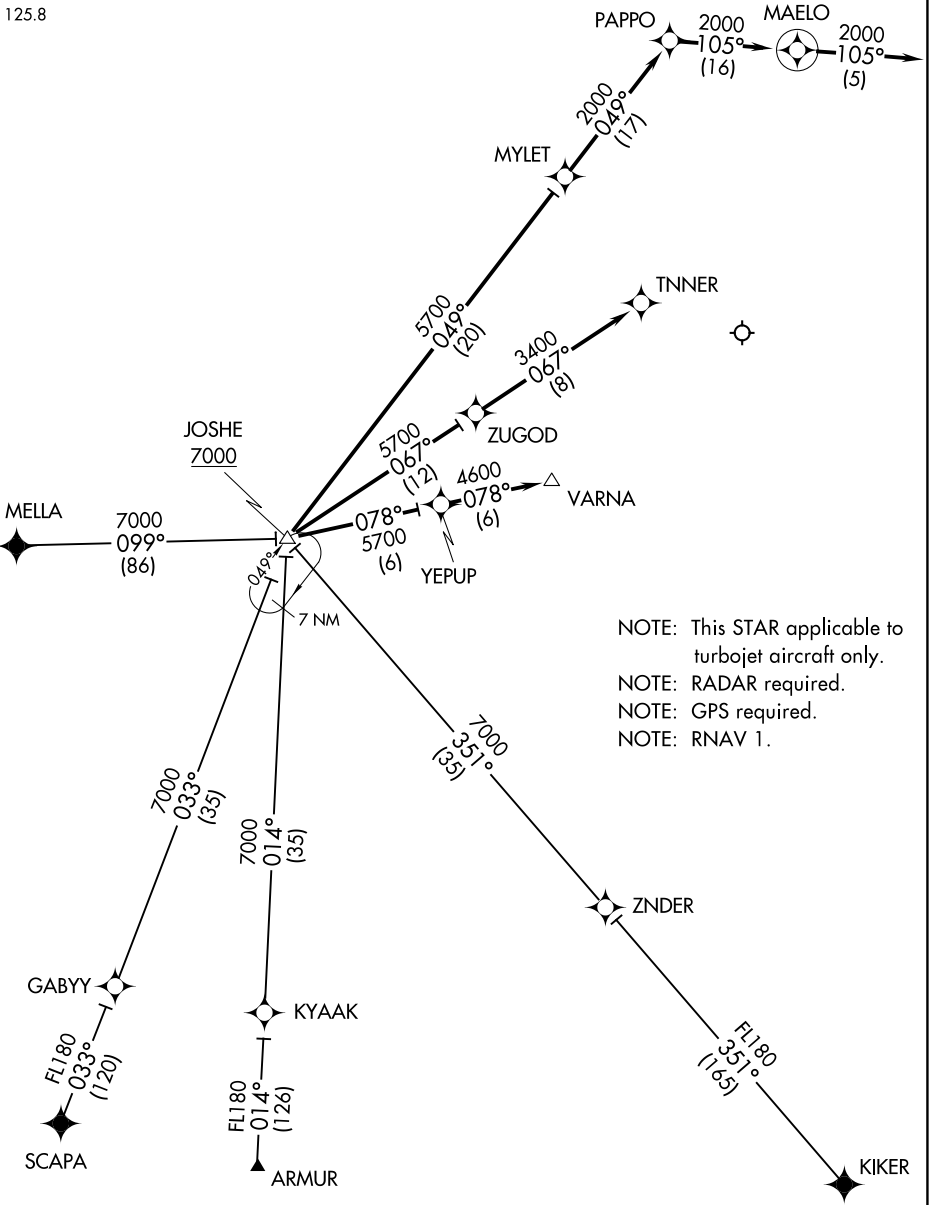 125.8
PAPPO
2000
105°
(16)
MAELO
2000
105°
(5)
2000
049°
(17)
MYLET
5700
049°
(20)
TNNER
3400
067°
(8)
ZUGOD
5700
067°
(12)
JOSHE
7000
4600
078°
(6)
VARNA
078°
5700
(6)
YEPUP
MELLA
7000
099°
(86)
049°
7 NM
NOTE: This STAR applicable to
turbojet aircraft only.
NOTE: RADAR required.
NOTE: GPS required.
NOTE: RNAV 1.
7000
351°
(35)
7000
033°
(35)
7000
014°
(35)
ZNDER
GABYY
KYAAK
FL180
033°
(120)
FL180
014°
(126)
FL180
351°
(165)
SCAPA
ARMUR
KIKER